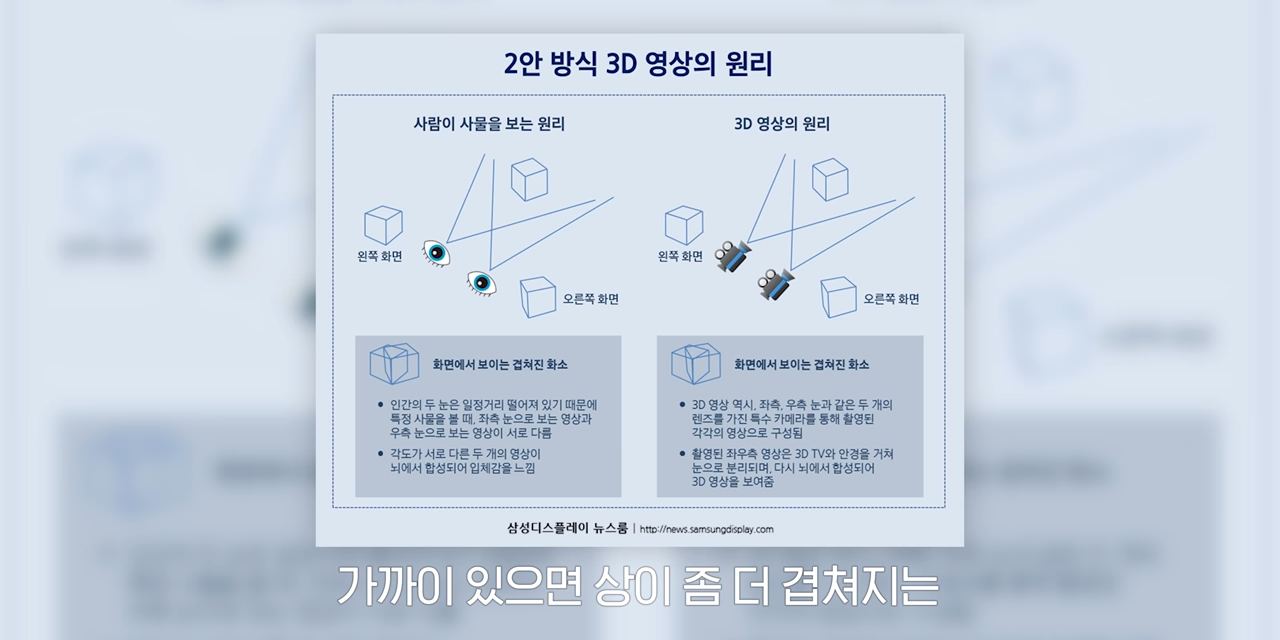 2안 방식 3D 영상의 원리
사람이 사물을 보는 원리
왼쪽 화면
오른쪽 화면
화면에서 보이는 겹쳐진 화소
• 인간의 두 눈은 일정거리 떨어져 있기 때문에
특정 사물을 볼 때, 좌측 눈으로 보는 영상과
우측 눈으로 보는 영상이 서로 다름
• 각도가 서로 다른 두 개의 영상이
뇌에서 합성되어 입체감을 느낌
3D 영상의 원리
왼쪽 화면
오른쪽 화면
화면에서 보이는 겹쳐진 화소
• 3D 영상 역시, 좌측, 우측 눈과 같은 두 개의
렌즈를 가진 특수 카메라를 통해 촬영된
각각의 영상으로 구성됨
• 촬영된 좌우측 영상은 3D TV와 안경을 거쳐
눈으로 분리되며, 다시 뇌에서 합성되어
3D 영상을 보여줌
삼성디스플레이 뉴스룸 | http://news.samsungdisplay.com
가까이 있으면 상이 좀 더 겹쳐지는